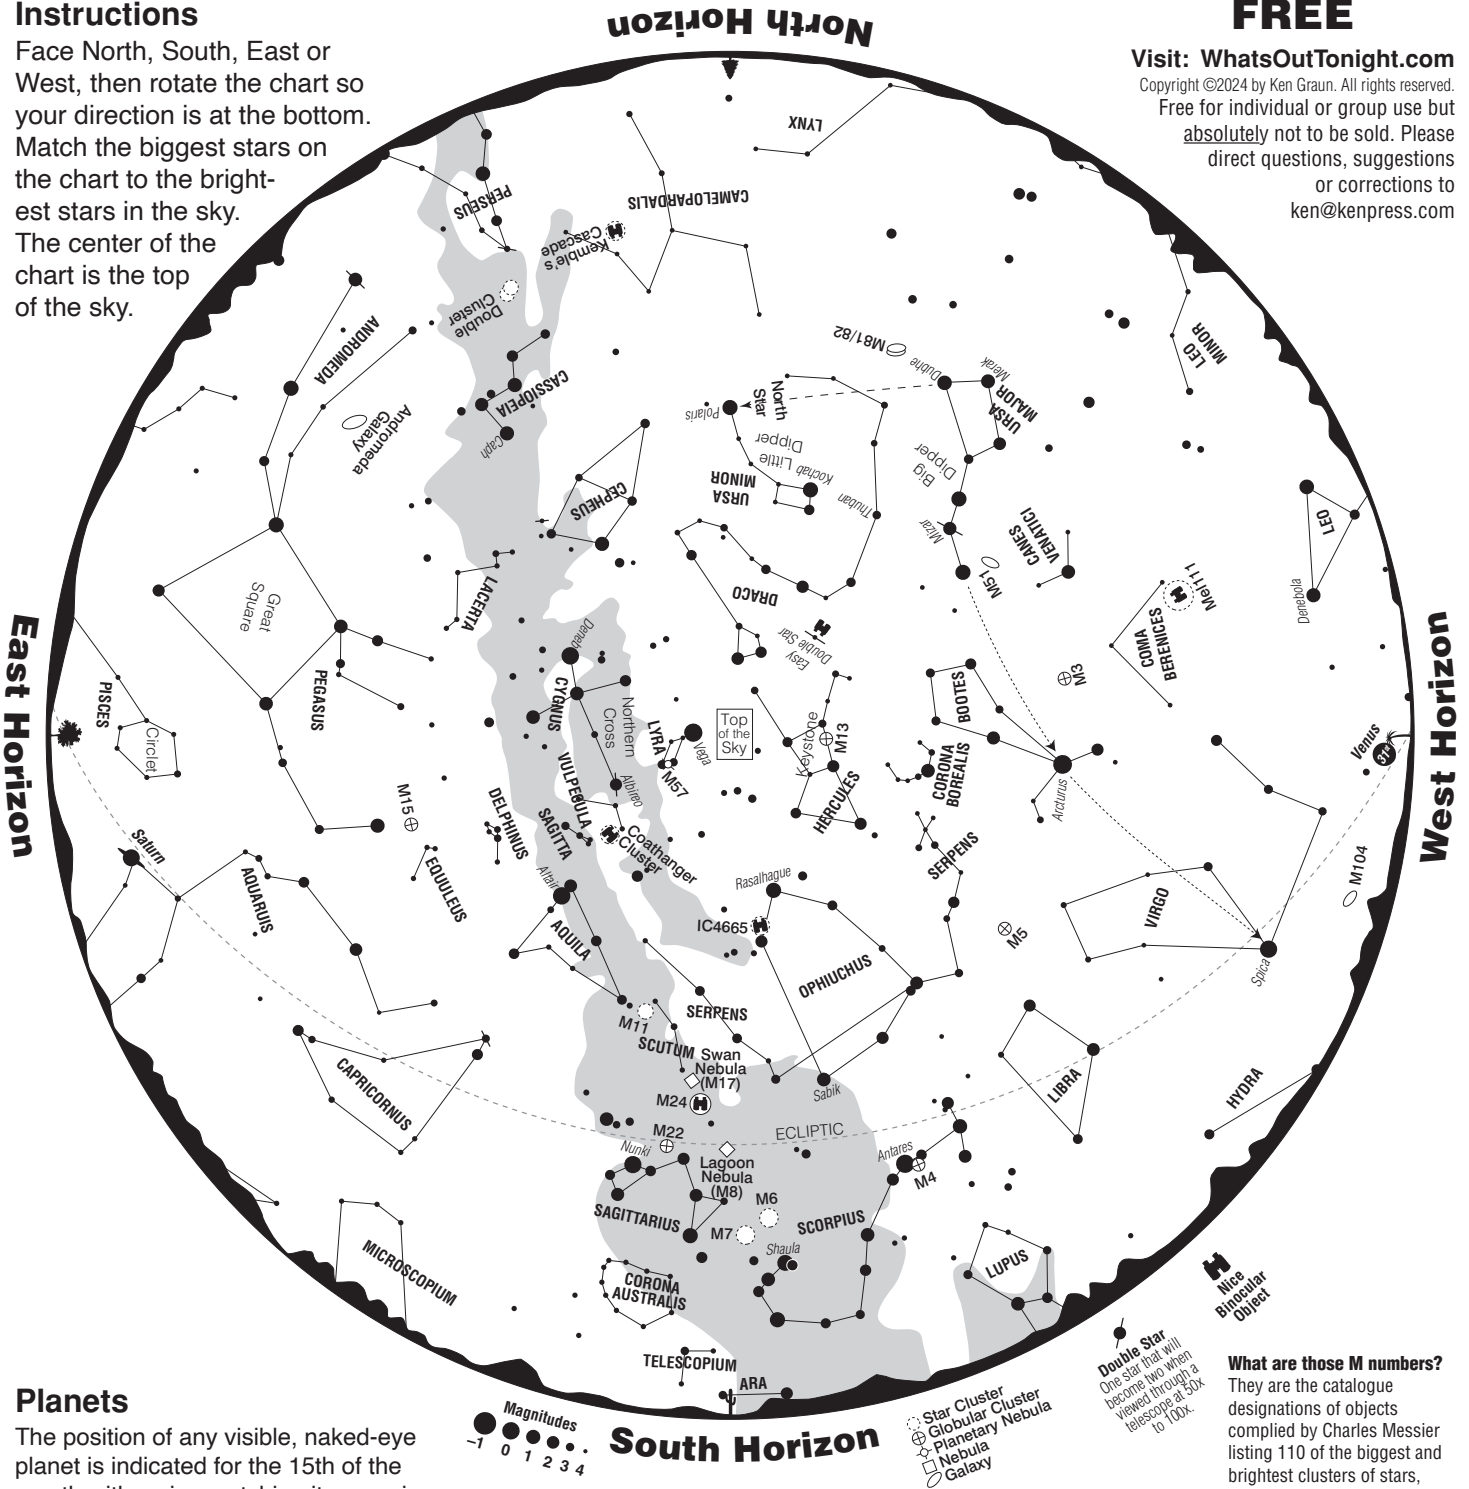 Instructions
Face North, South, East or
West, then rotate the chart so
your direction is at the bottom.
Match the biggest stars on
the chart to the bright-
est stars in the sky.
The center of the
chart is the top
of the sky.
North Horizon
FREE
Visit: WhatsOutTonight.com
Copyright ©2024 by Ken Graun. All rights reserved.
Free for individual or group use but
absolutely not to be sold. Please
direct questions, suggestions
or corrections to
ken@kenpress.com
LYNX
PERSEUS
CAMELOPARDALIS
Kemble's
Cascade
Double
Cluster
ANDROMEDA
M81/82
LEO
MINOR
Dubhe
Merak
CASSIOPEIA
URSA
MAJOR
North
Star
Polaris
Andromeda
Galaxy
Caph
Little
Dipper
Big
Dipper
Kochab
URSA
MINOR
CEPHEUS
Thuban
Mizar
CANES
VENATICI
LEO
M51
Mel111
Denebola
Great
Square
LACERTA
DRACO
Easy
Double Star
COMA
BERENICES
Deneb
M3
East Horizon
West Horizon
PISCES
PEGASUS
CYGNUS
Northern
Cross
LYRA
Vega
Top
of the
Sky
BOOTES
Circlet
Keystone
M13
Venus
31°
M57
VULPECULA
Albireo
CORONA
BOREALIS
HERCULES
Arcturus
M15
DELPHINUS
SAGITTA
Coathanger
Cluster
SERPENS
Saturn
EQUULEUS
Altair
Rasalhague
M104
AQUARUIS
VIRGO
AQUILA
IC4665
M5
OPHIUCHUS
Spica
M11
SERPENS
SCUTUM
Swan
Nebula
(M17)
CAPRICORNUS
Sabik
LIBRA
HYDRA
M24
M22
ECLIPTIC
Nunki
Lagoon
Nebula
(M8)
Antares
M4
M6
SAGITTARIUS
M7
SCORPIUS
Shaula
MICROSCOPIUM
CORONA
AUSTRALIS
LUPUS
TELESCOPIUM
ARA
Nice
Binocular
Object
Double Star
One star that will
become two when
viewed through a
telescope at 50x
to 100x.
What are those M numbers?
They are the catalogue
designations of objects
complied by Charles Messier
listing 110 of the biggest and
brightest clusters of stars,
Planets
The position of any visible, naked-eye
planet is indicated for the 15th of the
Magnitudes
–1 0 1 2 3 4
South Horizon
Star Cluster
Globular Cluster
Planetary Nebula
Nebula
Galaxy